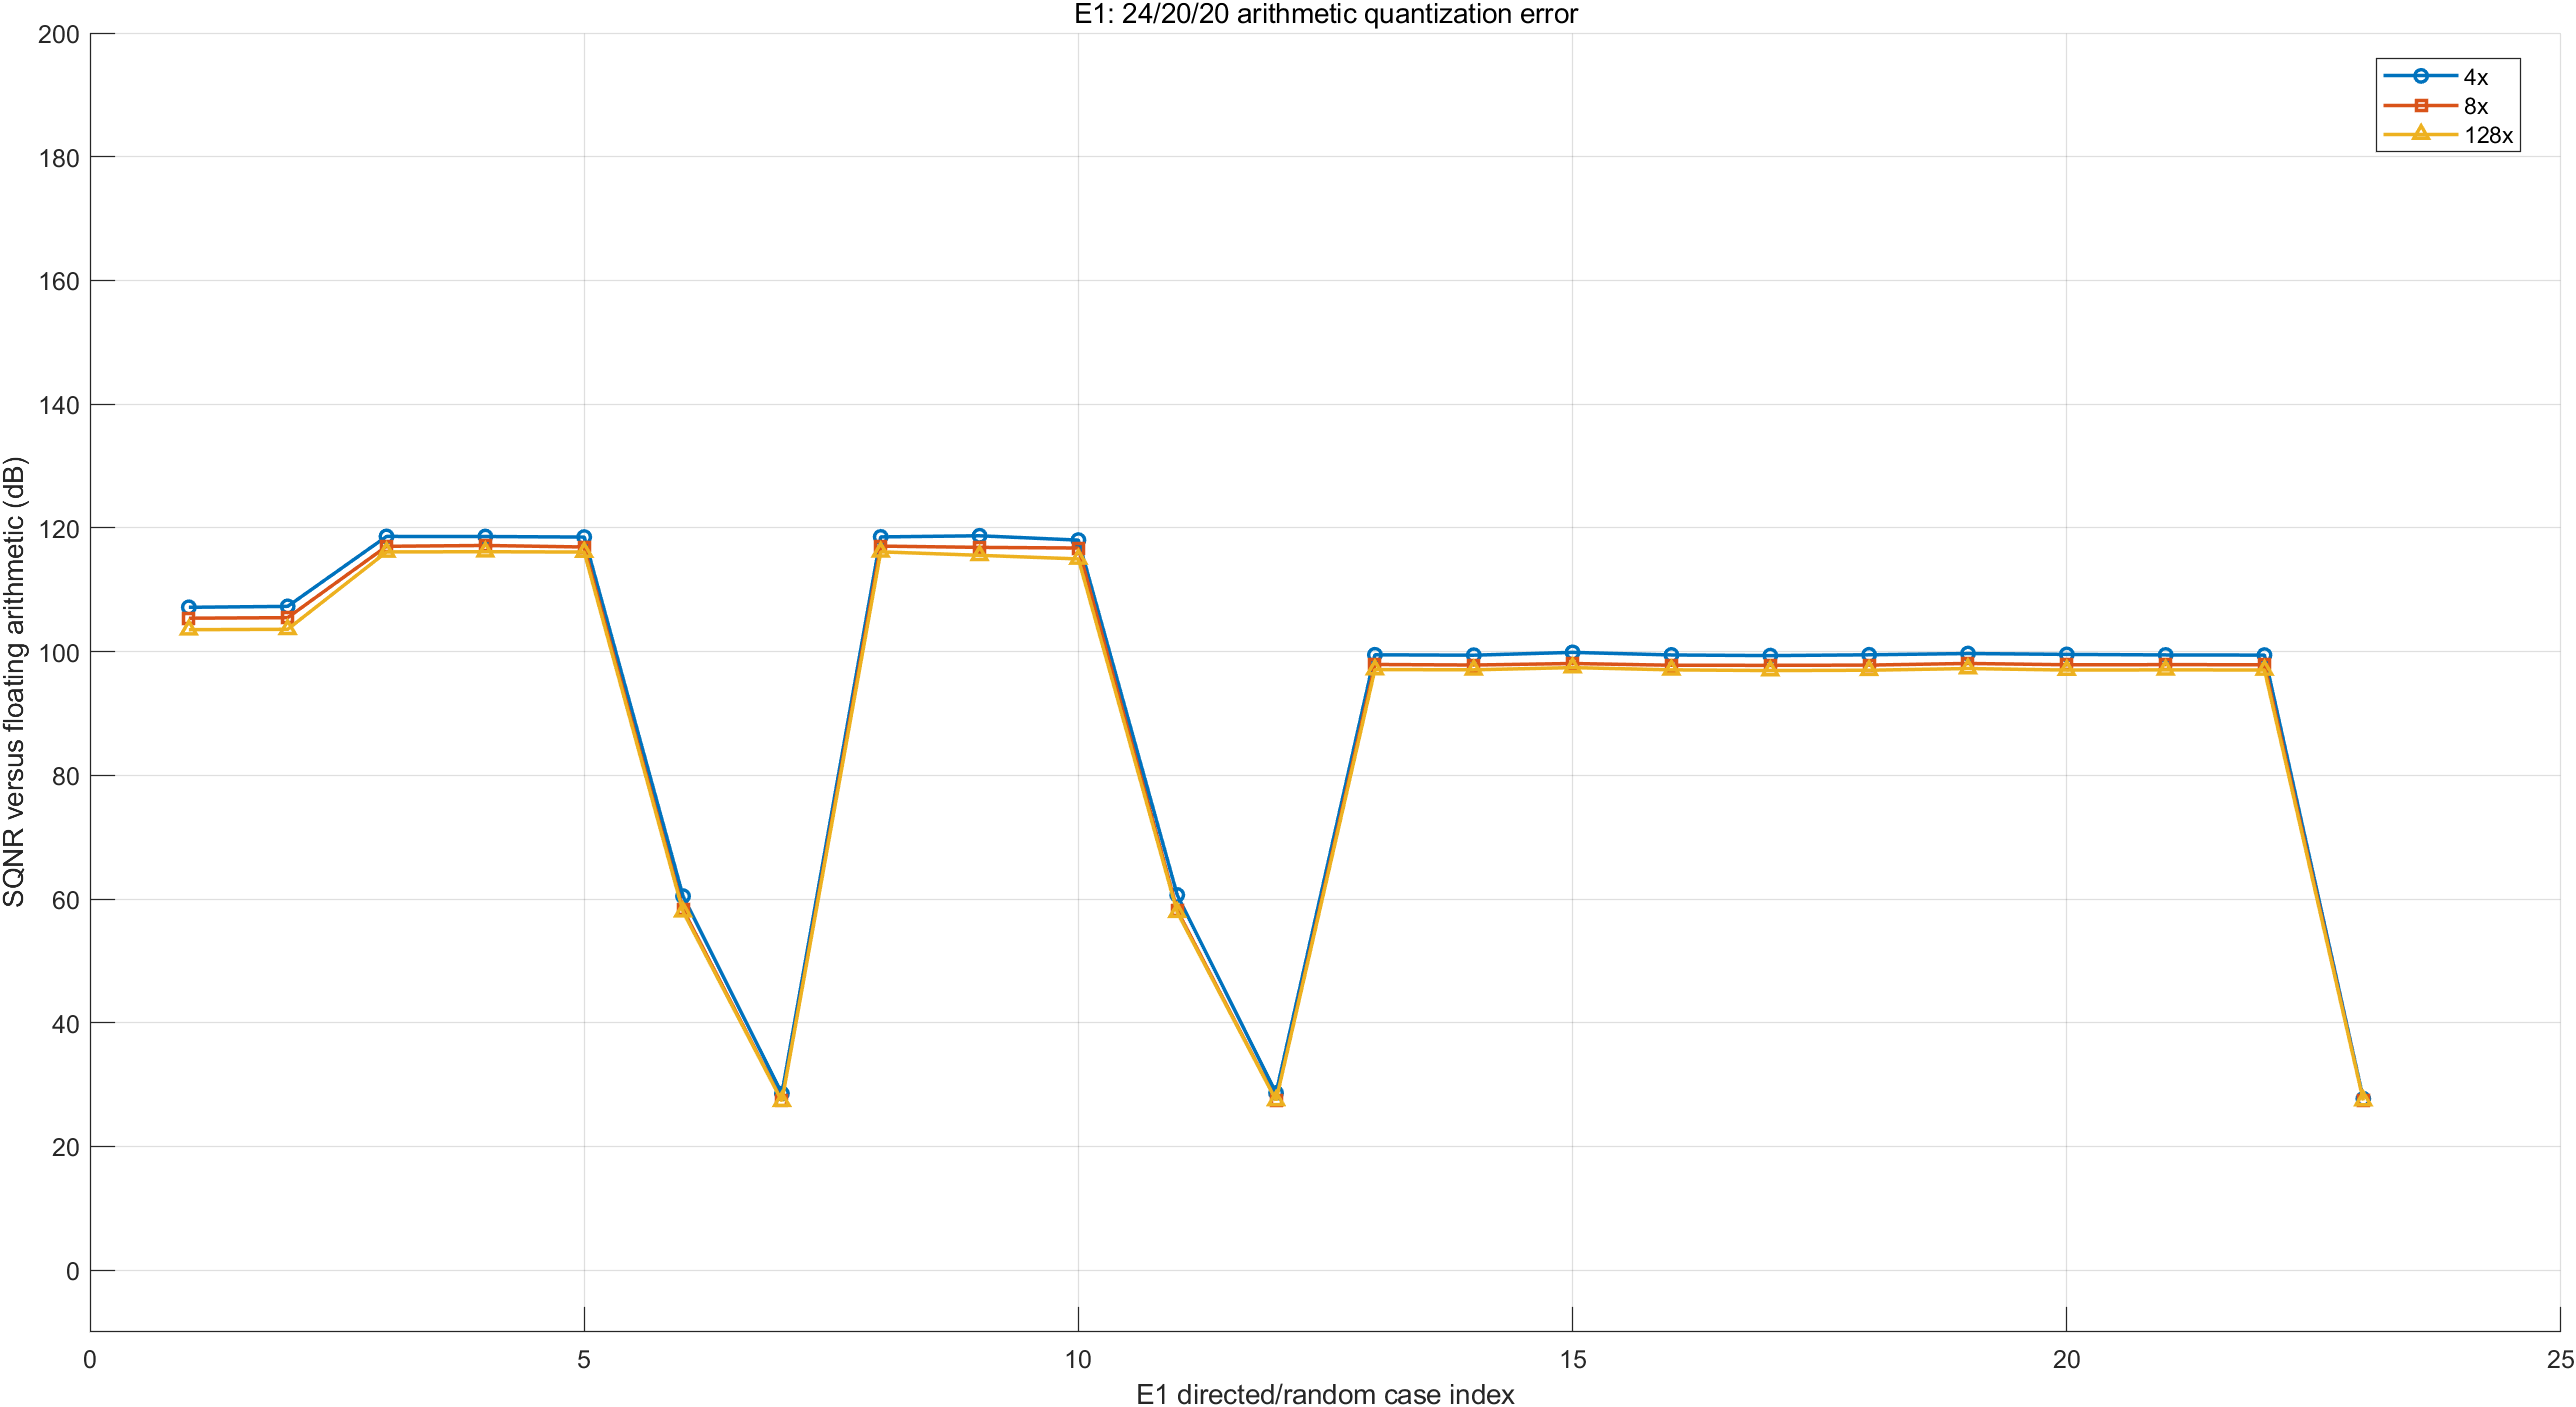 E1: 24/20/20 arithmetic quantization error
4x
8x
128x
SQNR versus floating arithmetic (dB)
200
180
160
140
120
100
80
60
40
20
0
0 5 10 15 20 25
E1 directed/random case index